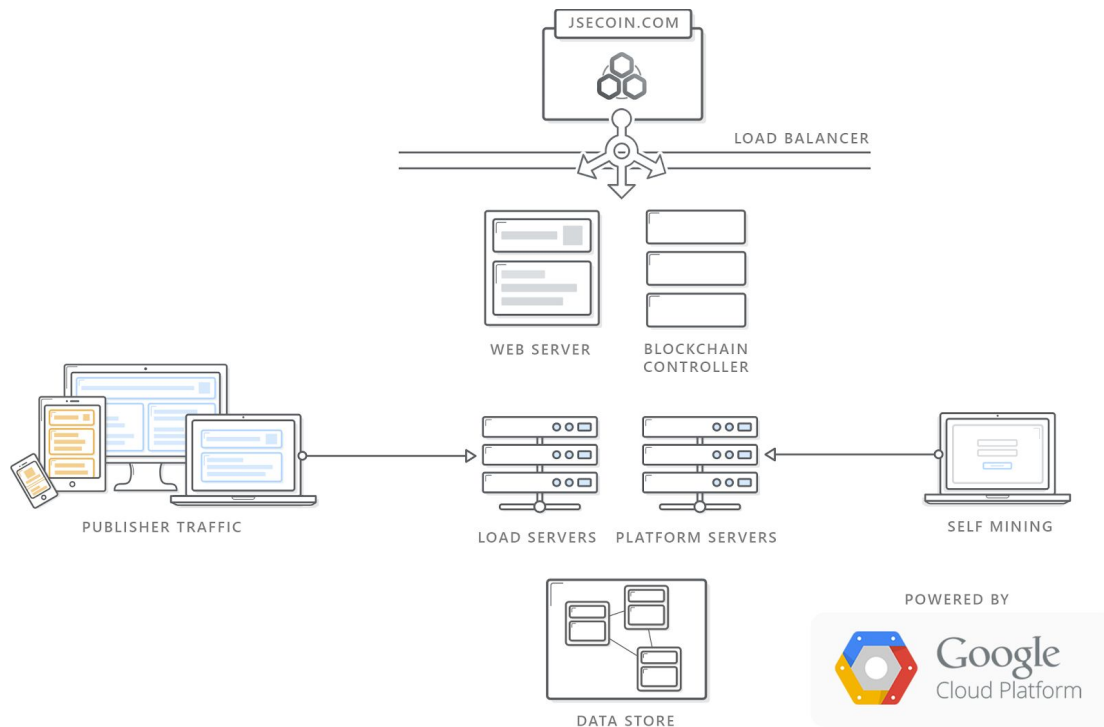 JSECOIN.COM
LOAD BALANCER
WEB SERVER
BLOCKCHAIN
CONTROLLER
PUBLISHER TRAFFIC
LOAD SERVERS
PLATFORM SERVERS
SELF MINING
DATA STORE
POWERED BY
Google
Cloud Platform